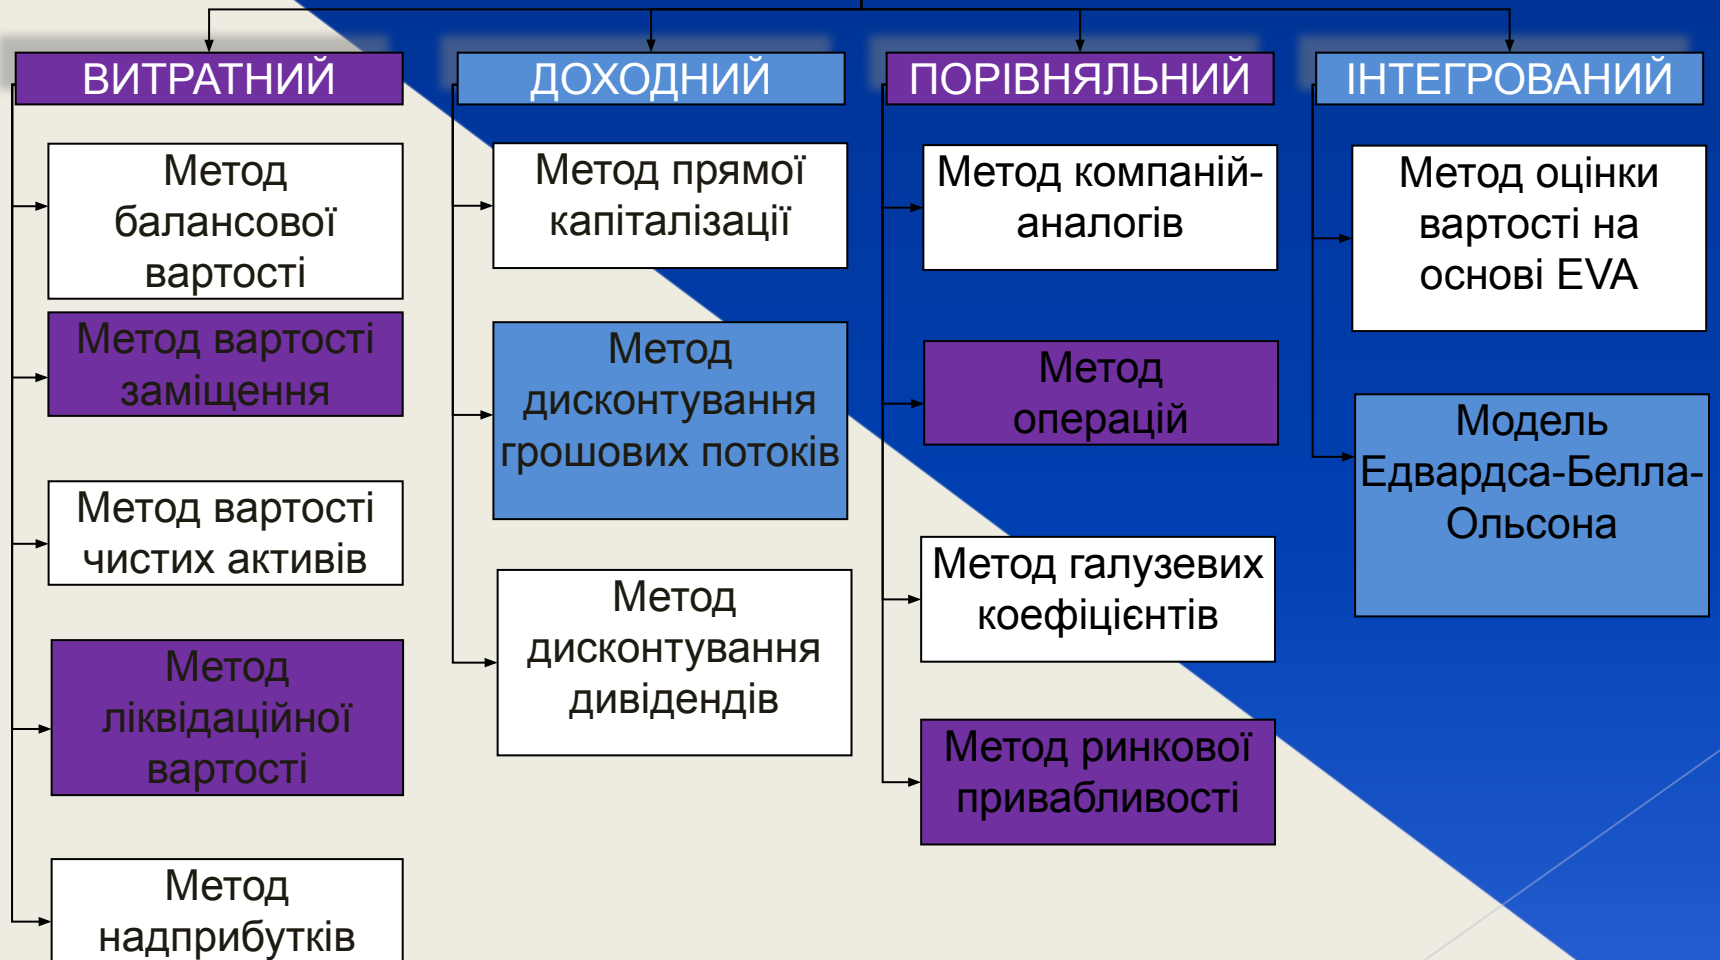 ВИТРАТНИЙ
Метод
балансової
вартості
Метод вартості
заміщення
Метод вартості
чистих активів
Метод
ліквідаційної
вартості
Метод
надприбутків
ДОХОДНИЙ
Метод прямої
капіталізації
Метод
дисконтування
грошових потоків
Метод
дисконтування
дивідендів
ПОРІВНЯЛЬНИЙ
Метод компаній-
аналогів
Метод
операцій
Метод галузевих
коефіцієнтів
Метод ринкової
привабливості
ІНТЕГРОВАНИЙ
Метод оцінки
вартості на
основі EVA
Модель
Едвардса-Белла-
Ольсона